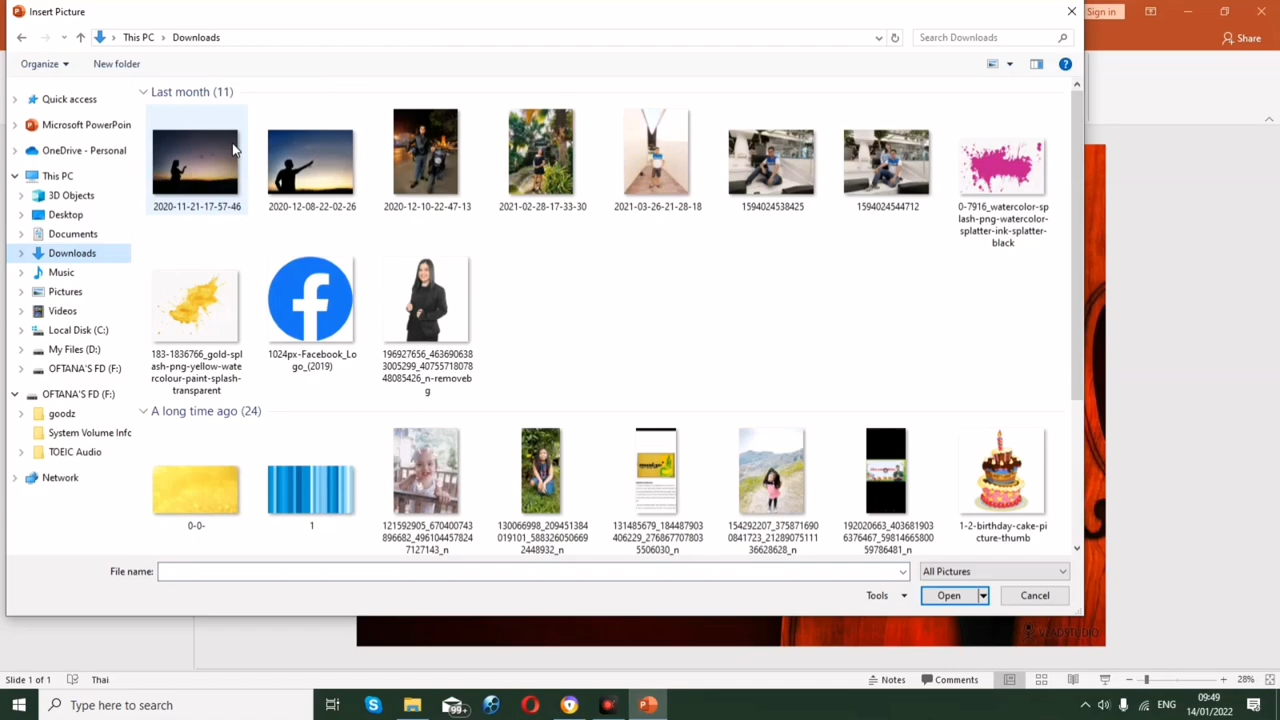 Insert Picture
Sign in
This PC
Downloads
Search Downloads
Share
Organize
New folder
Quick access
Microsoft PowerPoin
OneDrive - Personal
This PC
3D Objects
Desktop
Documents
Downloads
Music
Pictures
Videos
Local Disk (C:)
My Files (D:)
OFTANA'S FD (F:)
OFTANA'S FD (F:)
goodz
System Volume Infc
TOEIC Audio
Network
Last month (11)
2020-11-21-17-57-46
2020-12-08-22-02-26
2020-12-10-22-47-13
2021-02-28-17-33-30
2021-03-26-21-28-18
1594024538425
1594024544712
0-7916_watercolor-sp
lash-png-watercolor-
splatter-ink-splatter-
black
183-1836766_gold-spl
ash-png-yellow-wate
rcolour-paint-splash-
transparent
1024px-Facebook_Lo
go_(2019)
196927656_463690638
3005299_40755718078
48085426_n-removeb
g
A long time ago (24)
0-0-
1
121592905_670400743
896682_496104457824
7127143_n
130066998_209451384
019101_588326050669
2448932_n
131485679_184487903
406229_276867707803
5506030_n
154292207_375871690
0841723_21289075111
36628628_n
192020663_403681903
6376467_59814665800
59786481_n
1-2-birthday-cake-pi
cture-thumb
File name:
All Pictures
Tools
Open
Cancel
VLADSTUDIO
Slide 1 of 1
Thai
Notes
Comments
28%
Type here to search
99+
ENG
09:49
14/01/2022